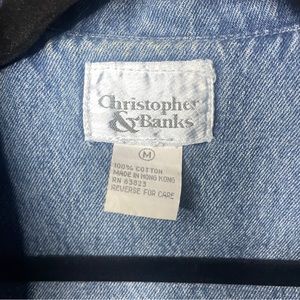 Christopher
&Banks
M
100% COTTON
MADE IN HONG KONG
RN 63823
REVERSE FOR CARE